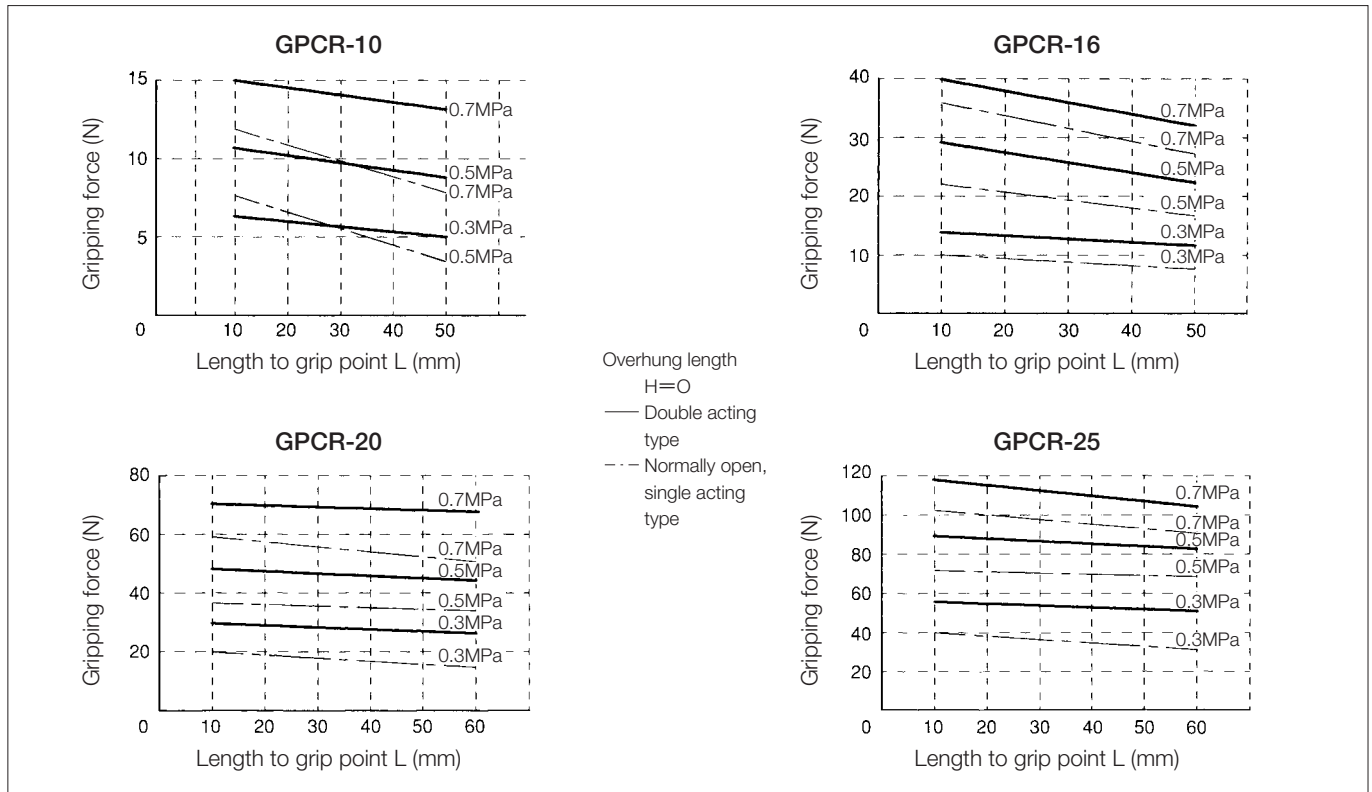 GPCR-10
15
10
5
0
10 20 30 40 50
Gripping force (N)
Length to grip point L (mm)
0.7MPa
0.5MPa
0.7MPa
0.3MPa
0.5MPa
GPCR-16
40
30
20
10
0
10 20 30 40 50
Gripping force (N)
Length to grip point L (mm)
0.7MPa
0.7MPa
0.5MPa
0.5MPa
0.3MPa
0.3MPa
Overhung length
H=O
Double acting
type
Normally open,
single acting
type
GPCR-20
80
60
40
20
0
10 20 30 40 50 60
Gripping force (N)
Length to grip point L (mm)
0.7MPa
0.7MPa
0.5MPa
0.5MPa
0.3MPa
0.3MPa
GPCR-25
120
100
80
60
40
20
0
10 20 30 40 50 60
Gripping force (N)
Length to grip point L (mm)
0.7MPa
0.7MPa
0.5MPa
0.5MPa
0.3MPa
0.3MPa